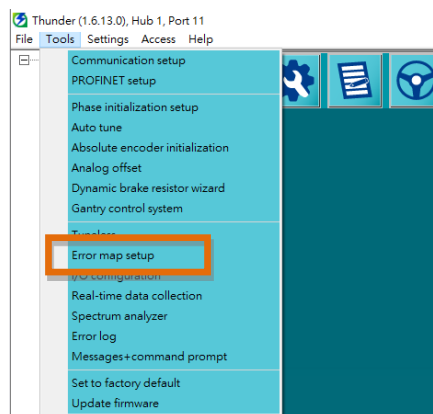 Thunder (1.6.13.0), Hub 1, Port 11
File Tools Settings Access Help
Communication setup
PROFINET setup
Phase initialization setup
Auto tune
Absolute encoder initialization
Analog offset
Dynamic brake resistor wizard
Gantry control system
Error map setup
I/O configuration
Real-time data collection
Spectrum analyzer
Error log
Messages+command prompt
Set to factory default
Update firmware